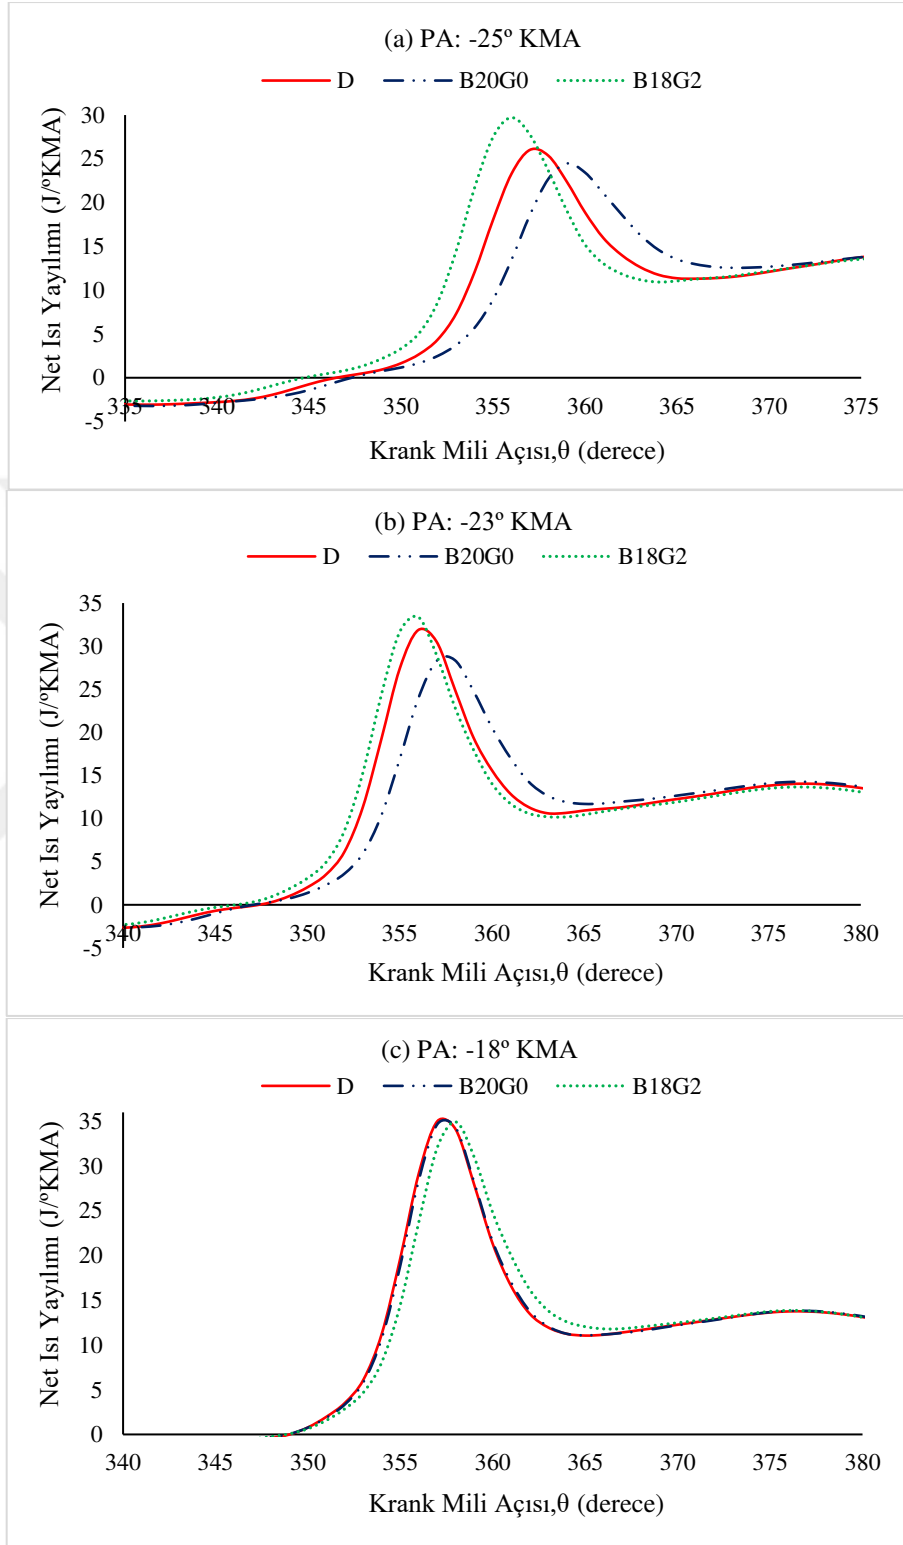 (a) PA: -25º KMA
D B20G0 B18G2
Net Isı Yayılımı (J/ºKMA)
30
25
20
15
10
5
0
-5
335 340 345 350 355 360 365 370 375
Krank Mili Açısı,θ (derece)
(b) PA: -23º KMA
D B20G0 B18G2
Net Isı Yayılımı (J/ºKMA)
35
30
25
20
15
10
5
0
-5
340 345 350 355 360 365 370 375 380
Krank Mili Açısı,θ (derece)
(c) PA: -18º KMA
D B20G0 B18G2
Net Isı Yayılımı (J/ºKMA)
35
30
25
20
15
10
5
0
340 345 350 355 360 365 370 375 380
Krank Mili Açısı,θ (derece)